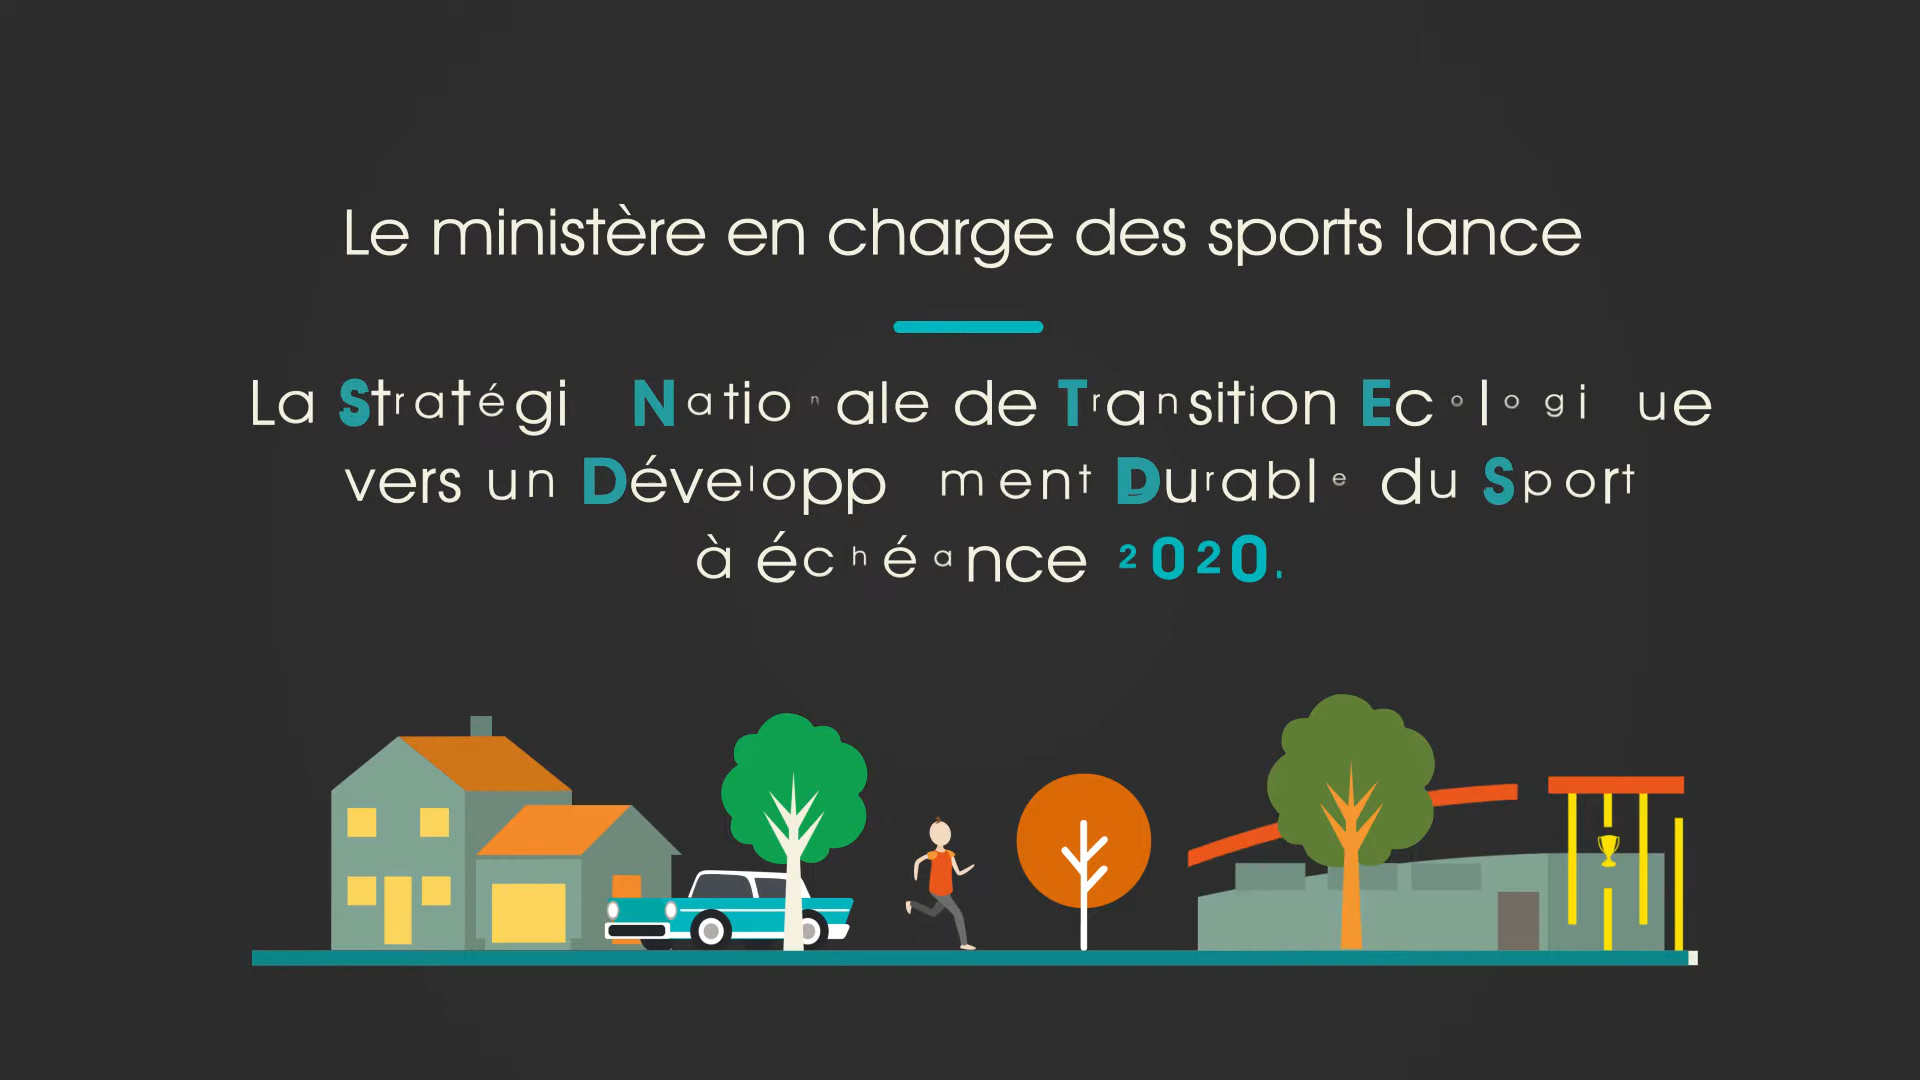 Le ministère en charge des sports lance
La Stratégi Nationale de Transition Ecologi ue
vers un Développ ment Durable du Sport
à échéance 2020.